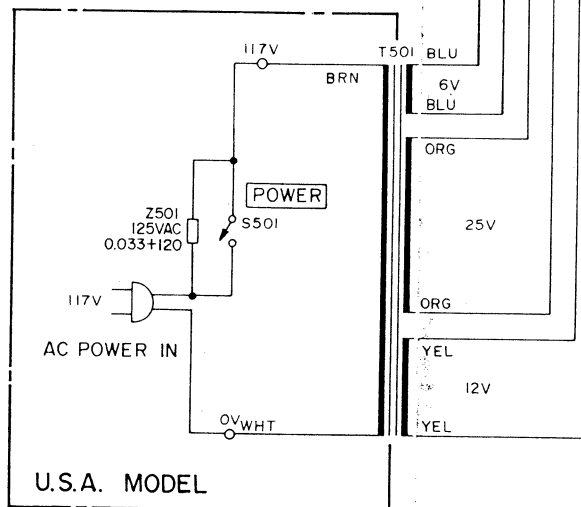 117V
T501
BLU
BRN
6V
BLU
ORG
POWER
Z501
125VAC
0.033+120
S501
25V
117V
ORG
AC POWER IN
YEL
12V
0V
WHT
YEL
U.S.A. MODEL